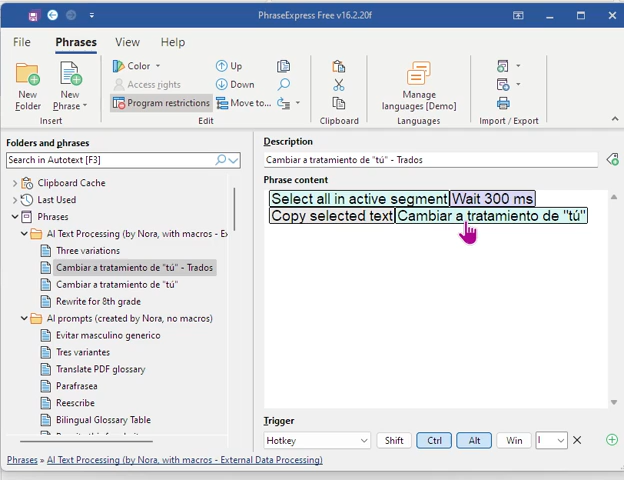 PhraseExpress Free v16.2.20f
File Phrases View Help
New Folder
New Phrase
Color
Access rights
Program restrictions
Up
Down
Move to...
Manage languages [Demo]
Insert Edit Clipboard Languages Import / Export
Folders and phrases
Search in Autotext [F3]
Clipboard Cache
Last Used
Phrases
AI Text Processing (by Nora, with macros - E
Three variations
Cambiar a tratamiento de "tú" - Trados
Cambiar a tratamiento de "tú"
Rewrite for 8th grade
AI prompts (created by Nora, no macros)
Evitar masculino generico
Tres variantes
Translate PDF glossary
Parafrasea
Reescribe
Bilingual Glossary Table
Description
Cambiar a tratamiento de "tú" - Trados
Phrase content
Select all in active segment Wait 300 ms
Copy selected text Cambiar a tratamiento de "tú"
Trigger
Hotkey Shift Ctrl Alt Win I
Phrases » AI Text Processing (by Nora, with macros - External Data Processing)